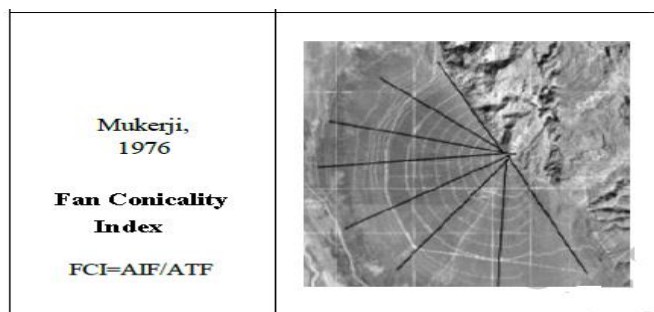 Mukerji,
1976
Fan Conicality
Index
FCI=AIF/ATF